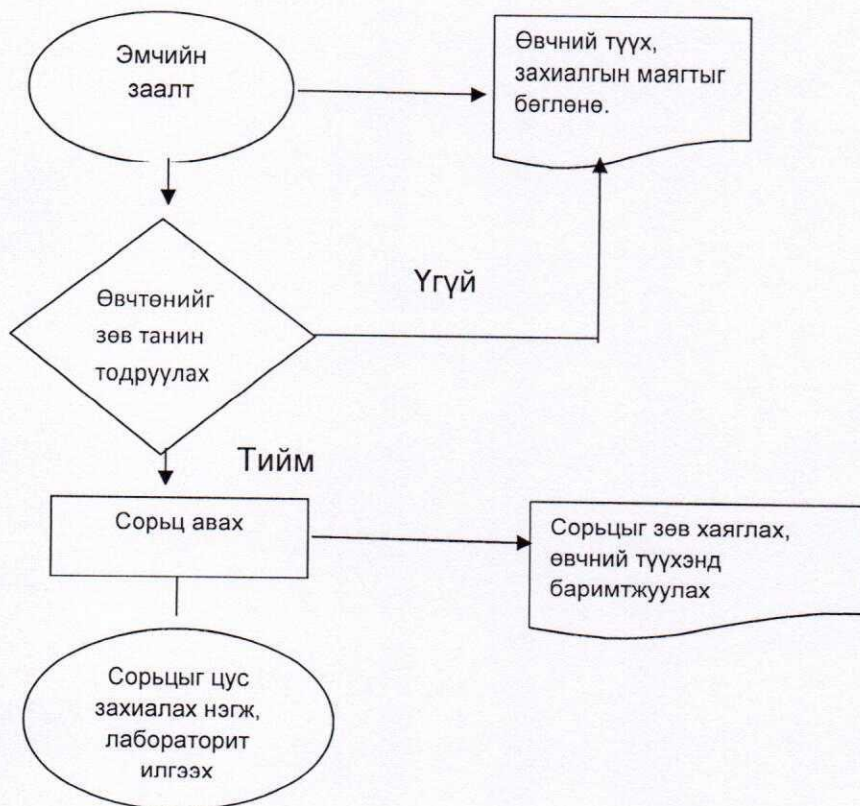 Эмчийн
заалт
Өвчний түүх,
захиалгын маягтыг
бөглөнө.
Өвчтөнийг
зөв танин
тодруулах
Үгүй
Тийм
Сорьц авах
Сорьцыг зөв хаяглах,
өвчний түүхэнд
баримтжуулах
Сорьцыг цус
захиалах нэгж,
лабораторит
илгээх